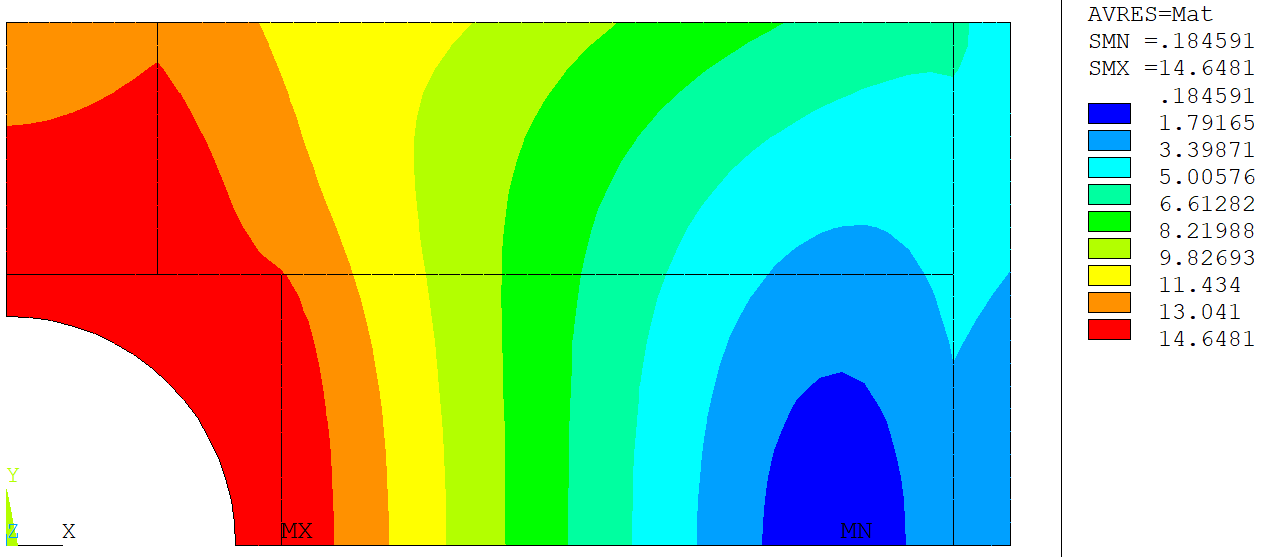 AVRES=Mat
SMN =.184591
SMX =14.6481
.184591
1.79165
3.39871
5.00576
6.61282
8.21988
9.82693
11.434
13.041
14.6481
Y
Z X MX MN